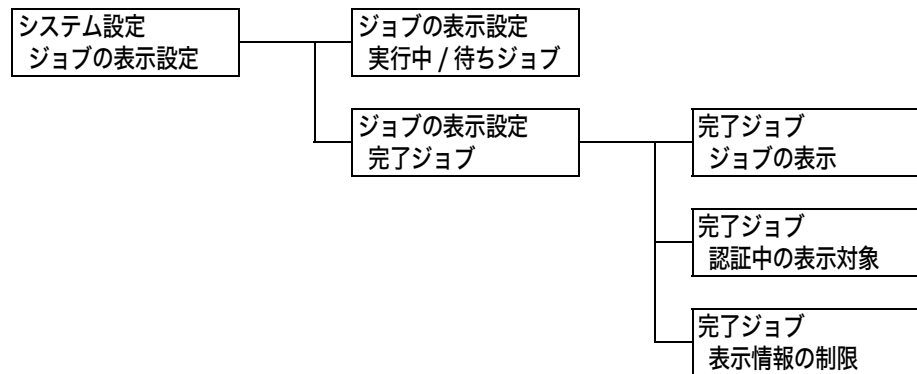 システム設定
ジョブの表示設定
ジョブの表示設定
実行中 / 待ちジョブ
ジョブの表示設定
完了ジョブ
完了ジョブ
ジョブの表示
完了ジョブ
認証中の表示対象
完了ジョブ
表示情報の制限